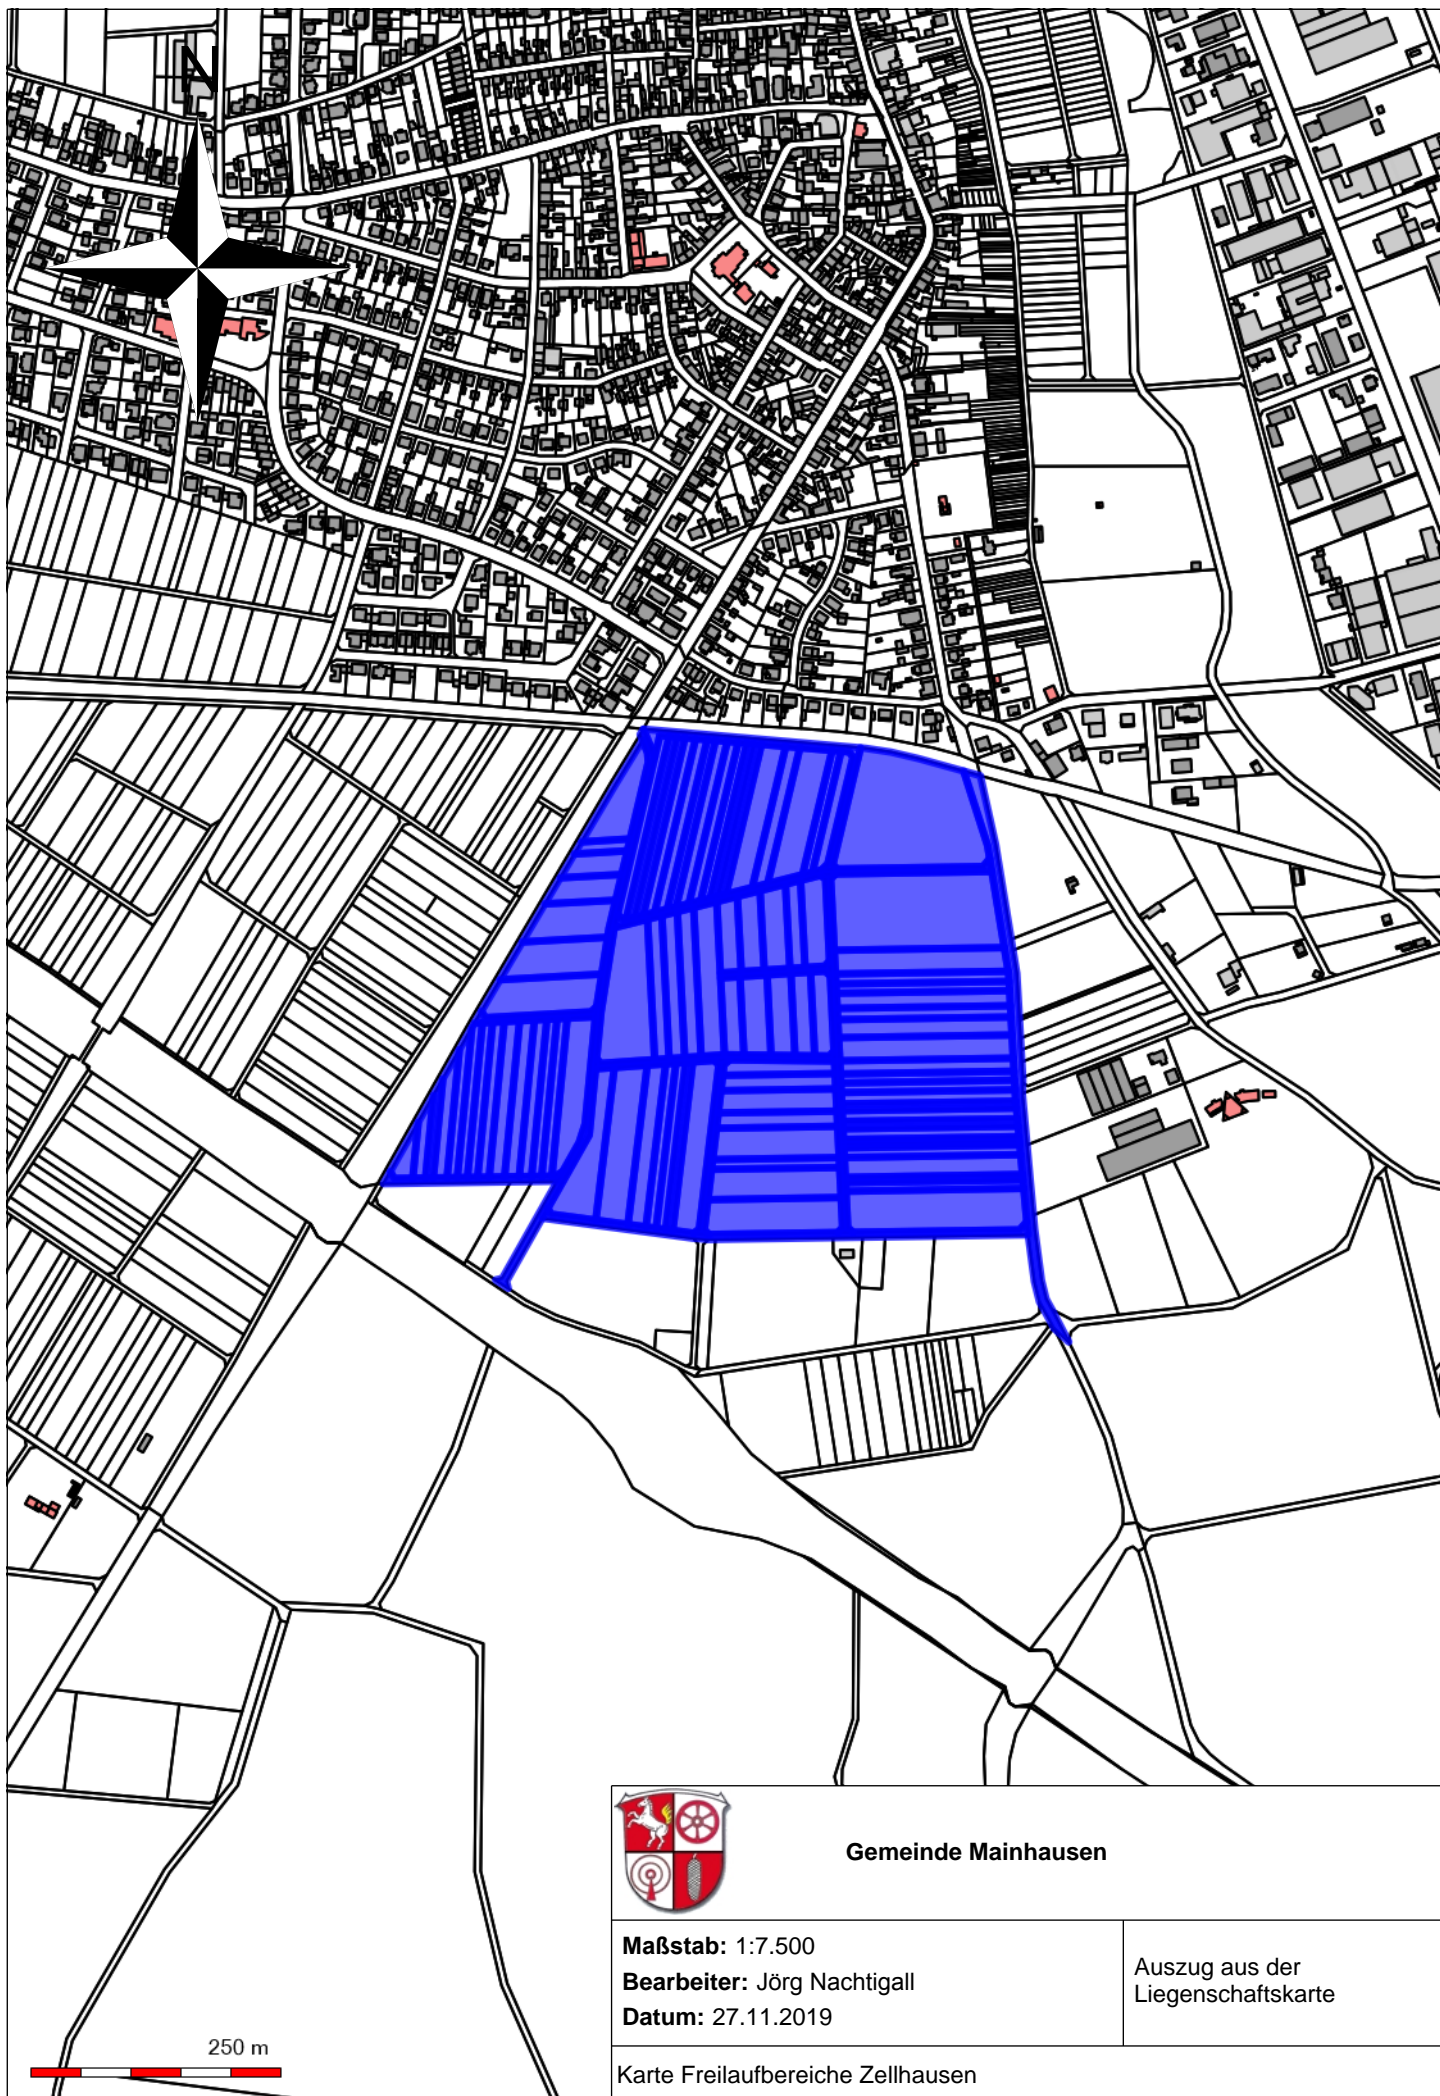 N
Gemeinde Mainhausen
Maßstab: 1:7.500
Bearbeiter: Jörg Nachtigall
Datum: 27.11.2019
Auszug aus der
Liegenschaftskarte
250 m
Karte Freilaufbereiche Zellhausen